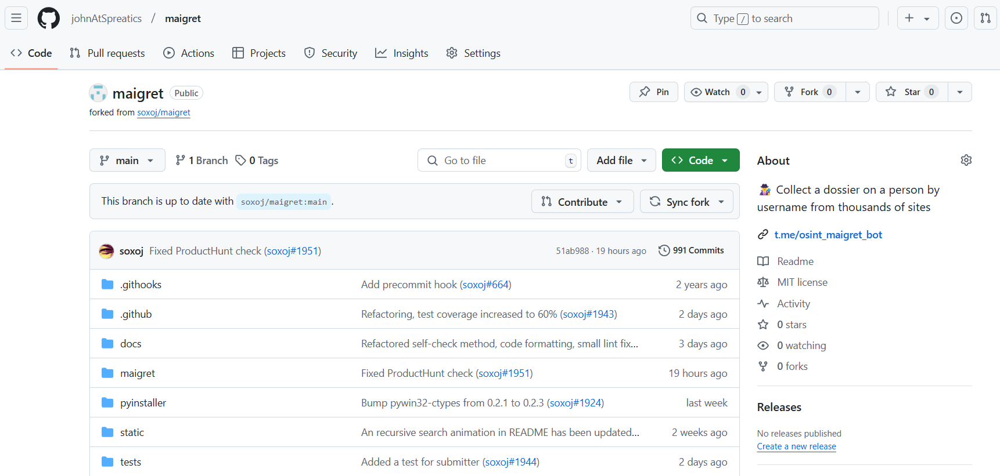 johnAtSpreatics / maigret
Type / to search
Code Pull requests Actions Projects Security Insights Settings
maigret Public
Pin Watch 0 Fork 0 Star 0
forked from soxoj/maigret
main 1 Branch 0 Tags
Go to file t Add file Code
This branch is up to date with soxoj/maigret:main .
Contribute Sync fork
soxoj Fixed ProductHunt check (soxoj#1951) 51ab988 · 19 hours ago 991 Commits
.githooks Add precommit hook (soxoj#664) 2 years ago
.github Refactoring, test coverage increased to 60% (soxoj#1943) 2 days ago
docs Refactored self-check method, code formatting, small lint fix... 3 days ago
maigret Fixed ProductHunt check (soxoj#1951) 19 hours ago
pyinstaller Bump pywin32-ctypes from 0.2.1 to 0.2.3 (soxoj#1924) last week
static An recursive search animation in README has been updated... 2 weeks ago
tests Added a test for submitter (soxoj#1944) 2 days ago
About
Collect a dossier on a person by
username from thousands of sites
t.me/osint_maigret_bot
Readme
MIT license
Activity
0 stars
0 watching
0 forks
Releases
No releases published
Create a new release